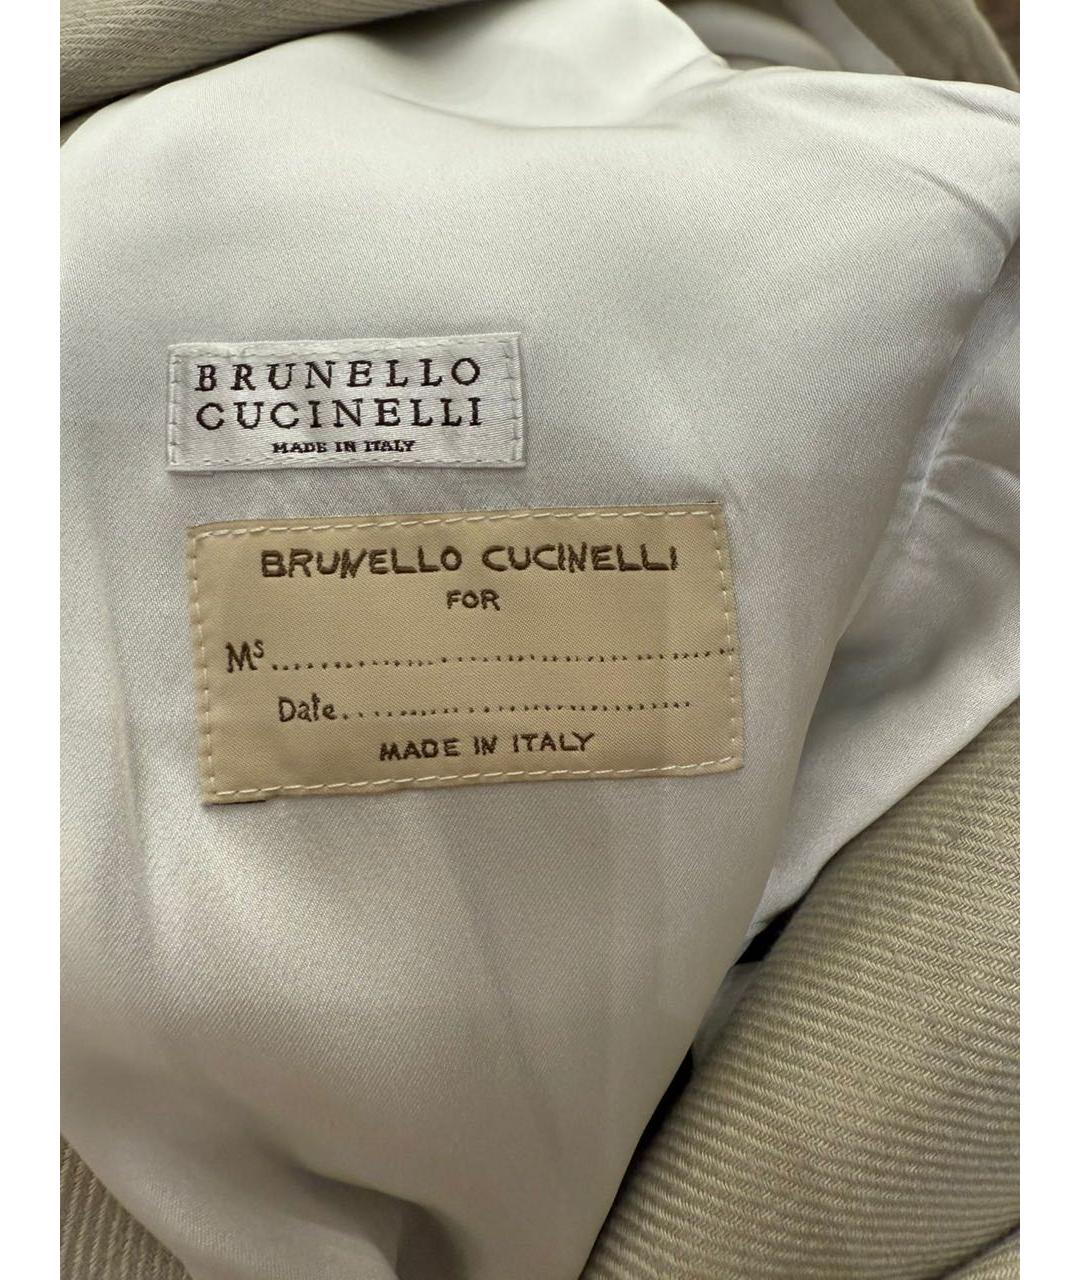 BRUNELLO
CUCINELLI
MADE IN ITALY
BRUNELLO CUCINELLI
FOR
Ms..........................................
Date................................
MADE IN ITALY